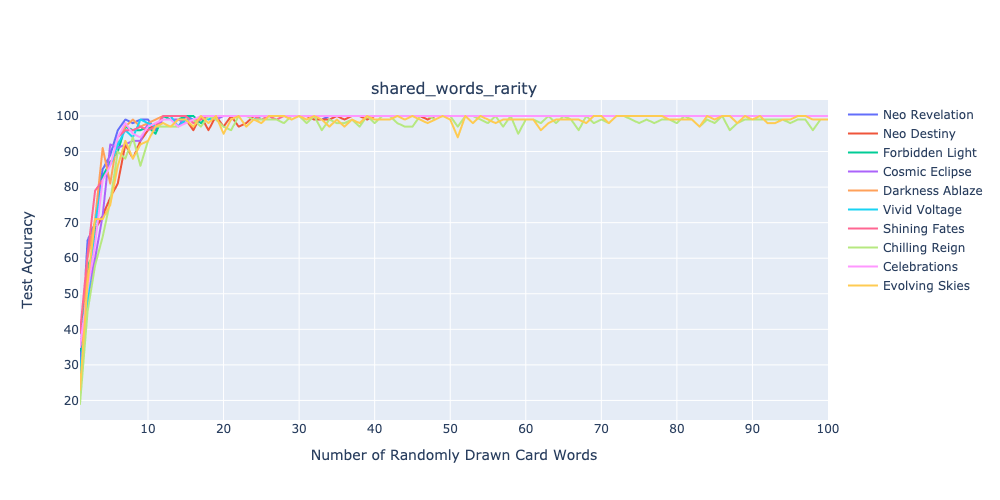 shared_words_rarity
100
90
80
70
60
50
40
30
20
Test Accuracy
10 20 30 40 50 60 70 80 90 100
Number of Randomly Drawn Card Words
Neo Revelation
Neo Destiny
Forbidden Light
Cosmic Eclipse
Darkness Ablaze
Vivid Voltage
Shining Fates
Chilling Reign
Celebrations
Evolving Skies